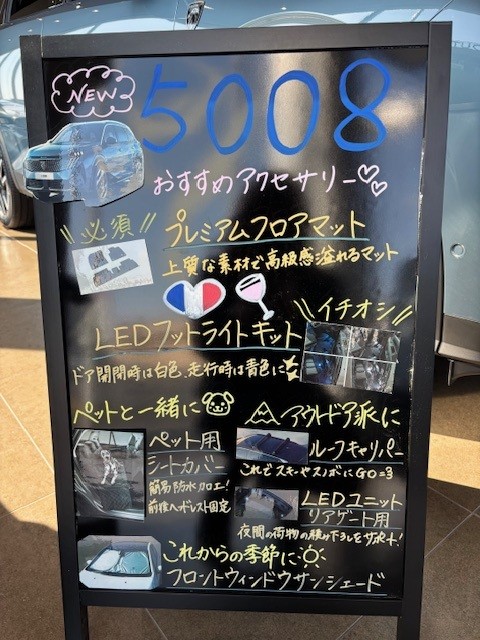 NEW
5008
おすすめアクセサリー♡♡
\\必須//
プレミアムフロアマット
上質な素材で高級感溢れるマット
\\イチオシ//
LEDフットライトキット
ドア開閉時は白色、走行時は青色に
ペットと一緒に
ペット用
シートカバー
簡易防水加工!
前後ヘッドレスト固定
アウトドア派に
ルーフキャリパー
これでスキーやスノボにGO=3
LEDユニット
リアゲート用
夜間の荷物の積み下ろしをサポート!
これからの季節に
フロントウィンドウサンシェード